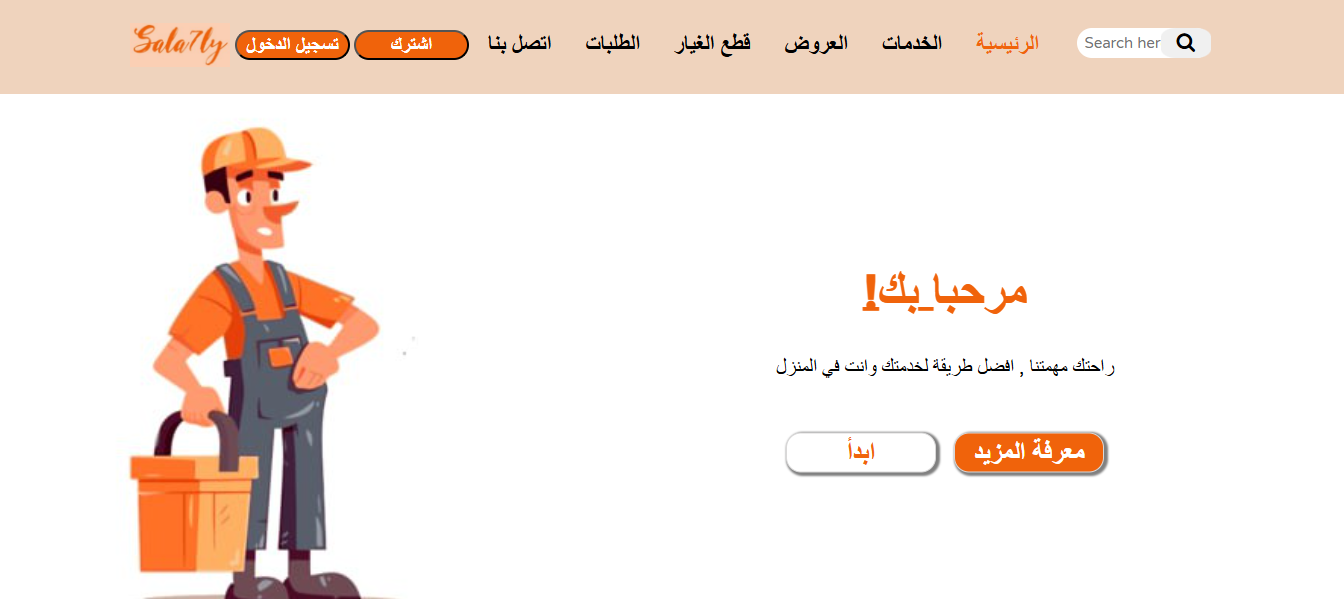 Search her
الرئيسية
الخدمات
العروض
قطع الغيار
الطلبات
اتصل بنا
اشترك
تسجيل الدخول
Sala7ly
مرحبا بك!
راحتك مهمتنا , افضل طريقة لخدمتك وانت في المنزل
معرفة المزيد
ابدأ